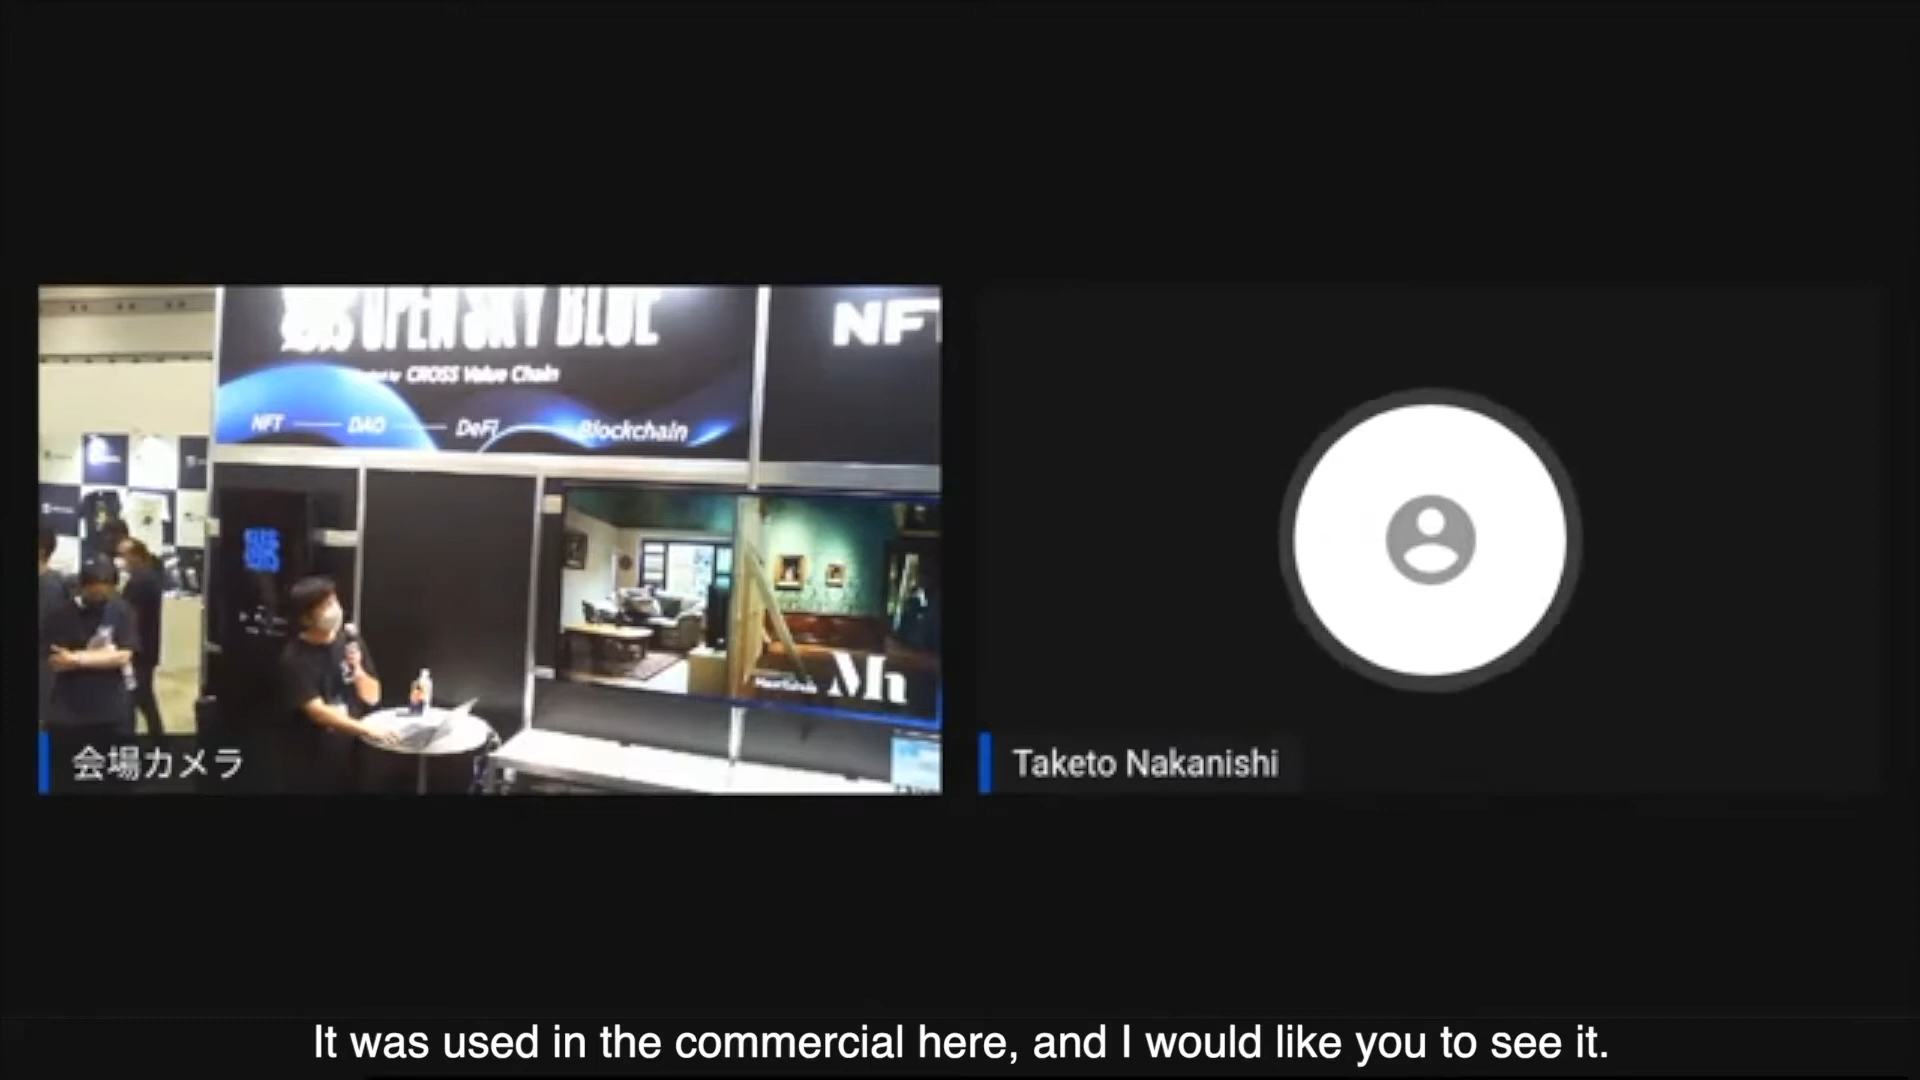 OPEN SKY BLUE
NFT
CROSS Value Chain
NFT
DAO
DeFi
Blockchain
Mauritshuis
Mh
会場カメラ
Taketo Nakanishi
It was used in the commercial here, and I would like you to see it.